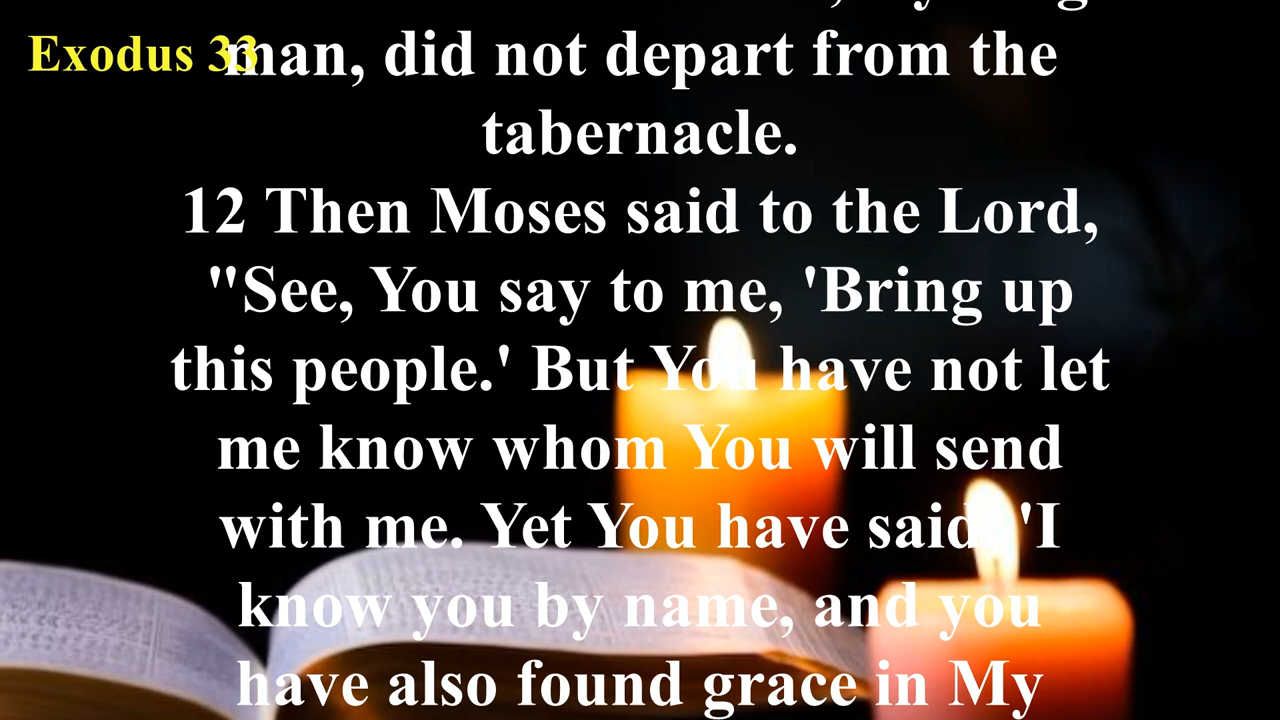 Exodus 33
man, did not depart from the
tabernacle.
12 Then Moses said to the Lord,
"See, You say to me, 'Bring up
this people.' But You have not let
me know whom You will send
with me. Yet You have said, 'I
know you by name, and you
have also found grace in My